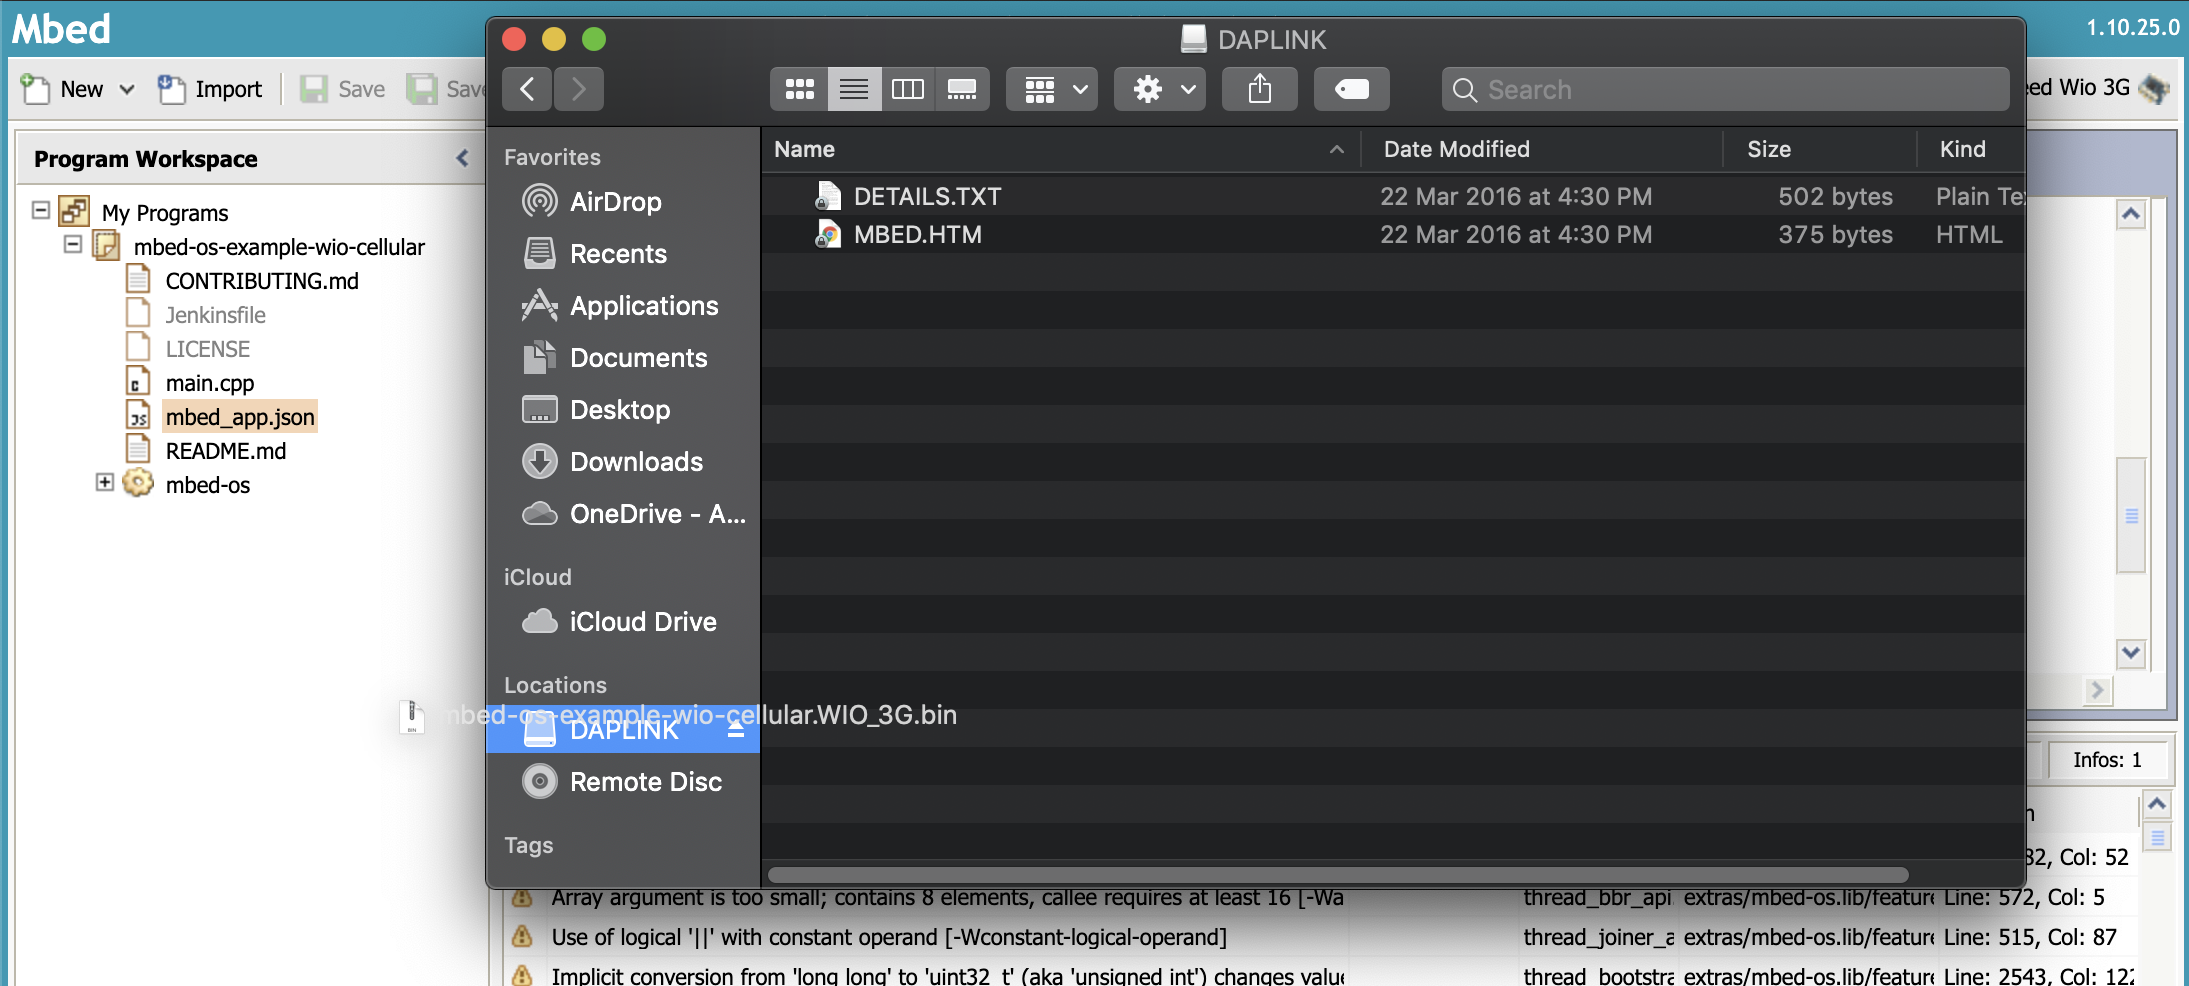 Mbed
1.10.25.0
New
Import
Save
Save
Wio 3G
Program Workspace
My Programs
mbed-os-example-wio-cellular
CONTRIBUTING.md
Jenkinsfile
LICENSE
main.cpp
mbed_app.json
README.md
mbed-os
DAPLINK
Search
Favorites
AirDrop
Recents
Applications
Documents
Desktop
Downloads
OneDrive - A...
iCloud
iCloud Drive
Locations
DAPLINK
Remote Disc
Tags
Name Date Modified Size Kind
DETAILS.TXT 22 Mar 2016 at 4:30 PM 502 bytes Plain Te
MBED.HTM 22 Mar 2016 at 4:30 PM 375 bytes HTML
mbed-os-example-wio-cellular.WIO_3G.bin
BIN
Infos: 1
Col: 52
Array argument is too small; contains 8 elements, callee requires at least 16 [-Wa thread_bbr_api. extras/mbed-os.lib/feature Line: 572, Col: 5
Use of logical '||' with constant operand [-Wconstant-logical-operand] thread_joiner_a extras/mbed-os.lib/feature Line: 515, Col: 87
Implicit conversion from 'long long' to 'uint32_t' (aka 'unsigned int') changes value thread_bootstra extras/mbed-os.lib/feature Line: 2543, Col: 122